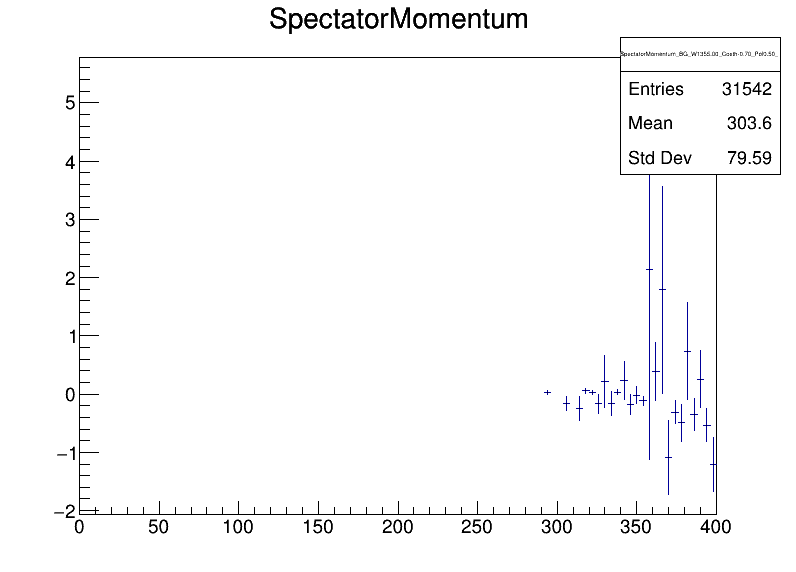 SpectatorMomentum
SpectatorMomentum_BG_W1355.00_Costh-0.70_Pol0.50_
Entries 31542
Mean 303.6
Std Dev 79.59
5
4
3
2
1
0
−1
−2
0 50 100 150 200 250 300 350 400